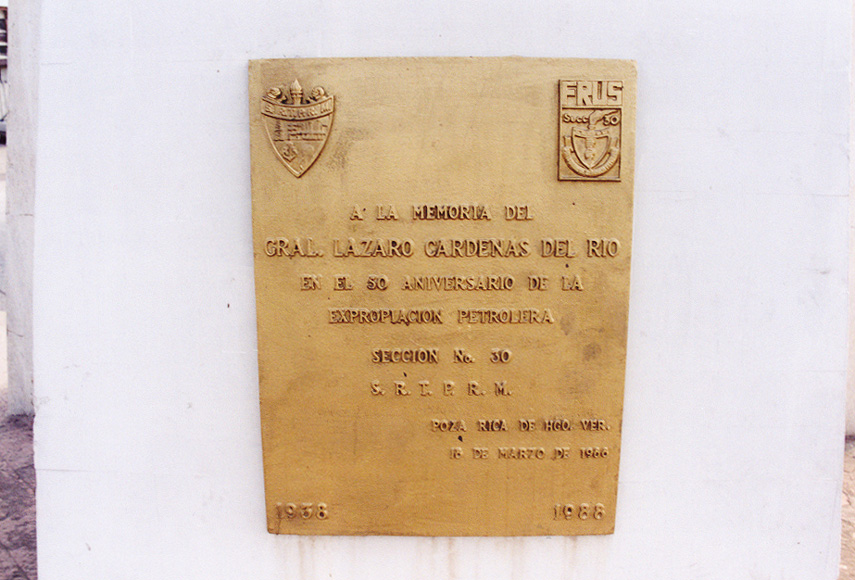 ERUS
Secc 30
A LA MEMORIA DEL
GRAL. LAZARO CARDENAS DEL RIO
EN EL 50 ANIVERSARIO DE LA
EXPROPIACION PETROLERA
SECCION No. 30
S. R. T. P. R. M.
POZA RICA DE HGO. VER.
18 DE MARZO DE 1988
1938 1988